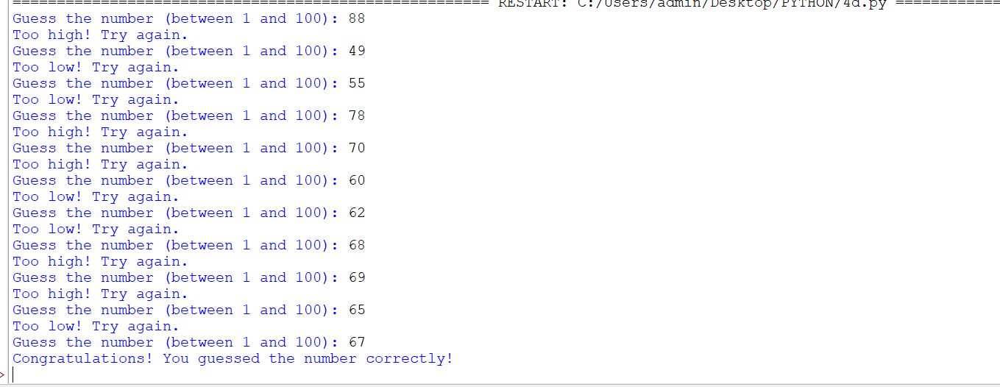 ===================================================== RESTART: C:/Users/admin/Desktop/PYTHON/4d.py ============
Guess the number (between 1 and 100): 88
Too high! Try again.
Guess the number (between 1 and 100): 49
Too low! Try again.
Guess the number (between 1 and 100): 55
Too low! Try again.
Guess the number (between 1 and 100): 78
Too high! Try again.
Guess the number (between 1 and 100): 70
Too high! Try again.
Guess the number (between 1 and 100): 60
Too low! Try again.
Guess the number (between 1 and 100): 62
Too low! Try again.
Guess the number (between 1 and 100): 68
Too high! Try again.
Guess the number (between 1 and 100): 69
Too high! Try again.
Guess the number (between 1 and 100): 65
Too low! Try again.
Guess the number (between 1 and 100): 67
Congratulations! You guessed the number correctly!
>